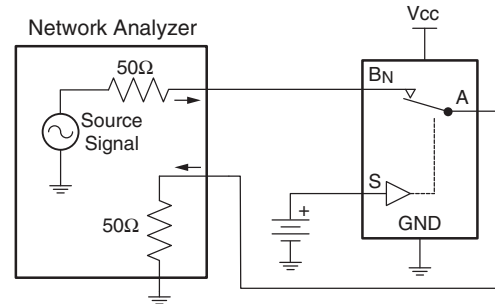 Network Analyzer
Vcc
50Ω
BN
A
Source
Signal
S
+
50Ω
GND